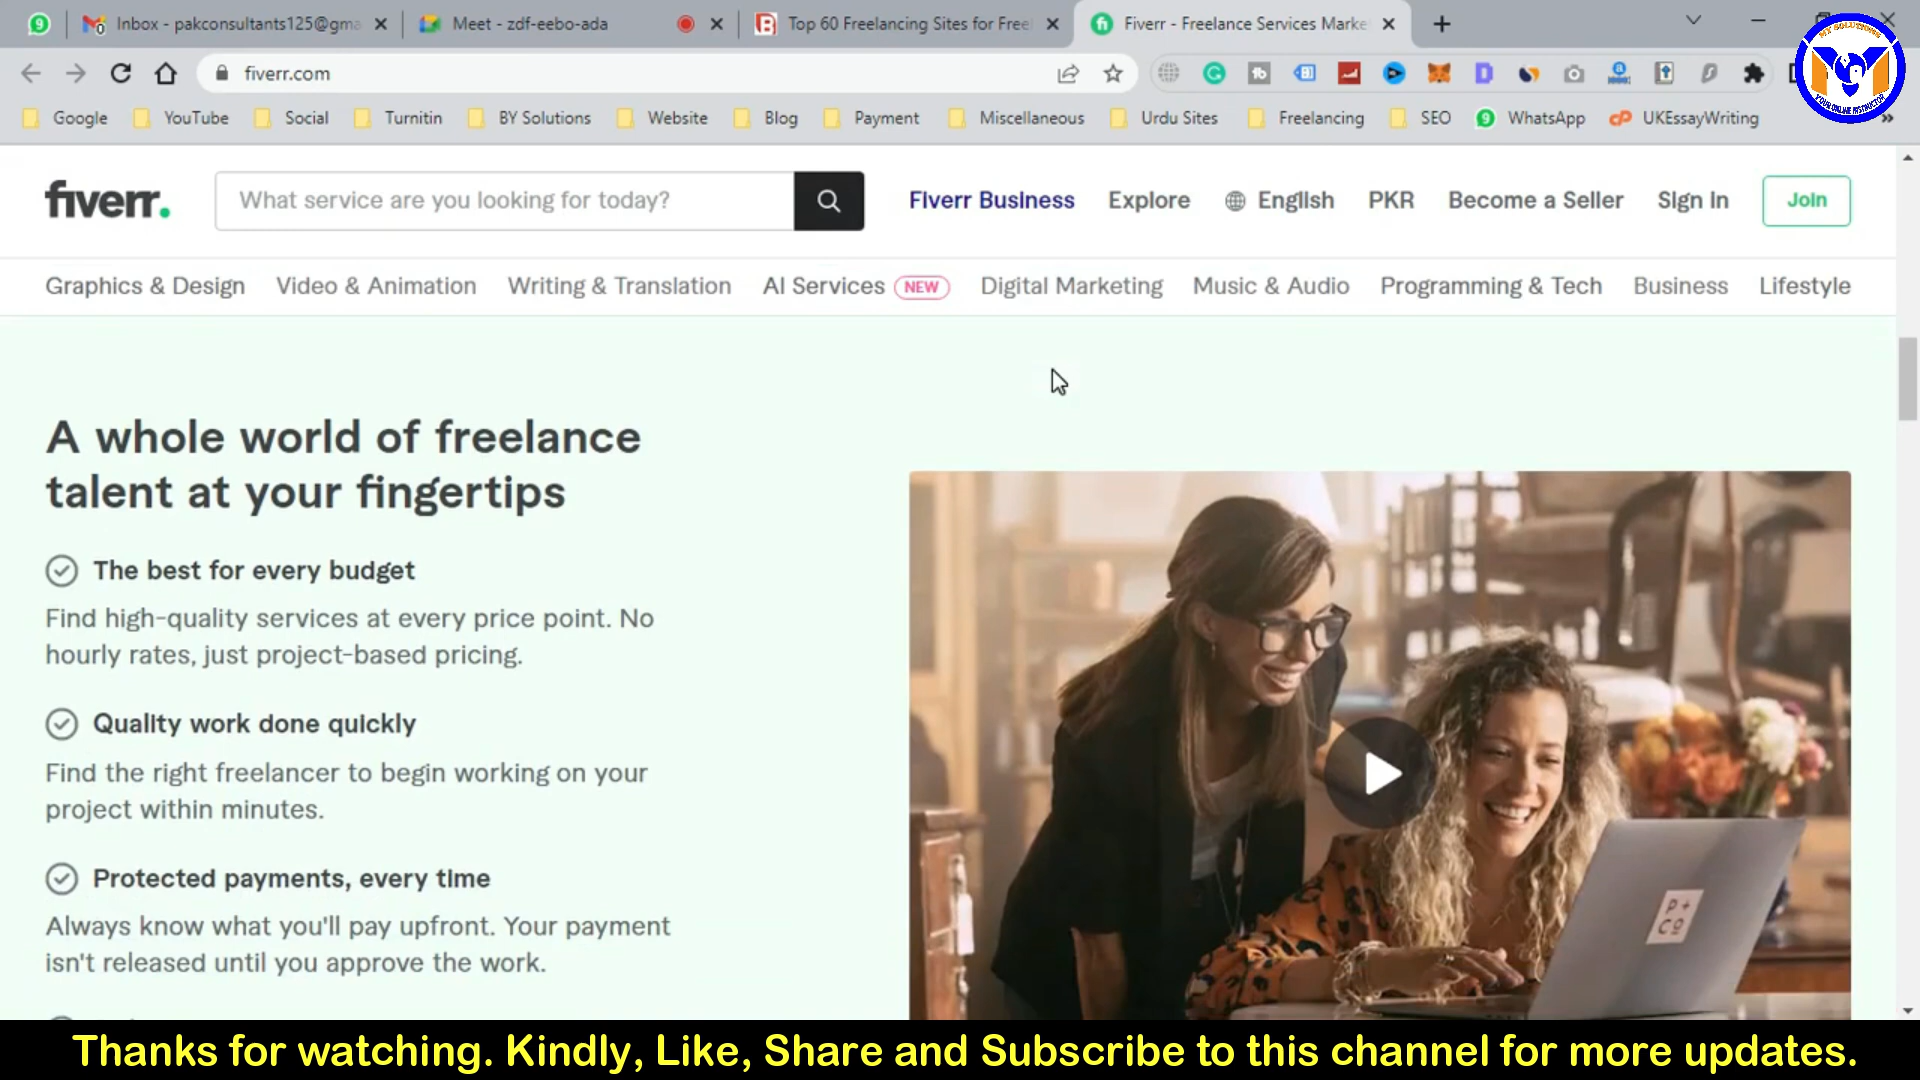 Inbox - pakconsultants125@gma
Meet - zdf-eebo-ada
Top 60 Freelancing Sites for Free
Fiverr - Freelance Services Marke
fiverr.com
Google
YouTube
Social
Turnitin
BY Solutions
Website
Blog
Payment
Miscellaneous
Urdu Sites
Freelancing
SEO
WhatsApp
UKEssayWriting
MY SOLUTIONS
YOUR ONLINE INSTRUCTOR
fiverr.
What service are you looking for today?
Fiverr Business
Explore
English
PKR
Become a Seller
Sign In
Join
Graphics & Design
Video & Animation
Writing & Translation
AI Services NEW
Digital Marketing
Music & Audio
Programming & Tech
Business
Lifestyle
A whole world of freelance
talent at your fingertips
The best for every budget
Find high-quality services at every price point. No
hourly rates, just project-based pricing.
Quality work done quickly
Find the right freelancer to begin working on your
project within minutes.
Protected payments, every time
Always know what you'll pay upfront. Your payment
isn't released until you approve the work.
P+
CO
Thanks for watching. Kindly, Like, Share and Subscribe to this channel for more updates.